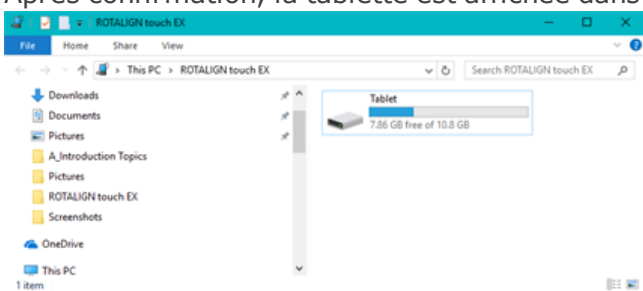 Après confirmation, la tablette est affichée dans
ROTALIGN touch EX
File Home Share View
This PC > ROTALIGN touch EX
Search ROTALIGN touch EX
Downloads
Documents
Pictures
A_Introduction Topics
Pictures
ROTALIGN touch EX
Screenshots
OneDrive
This PC
Tablet
7.86 GB free of 10.8 GB
1 item